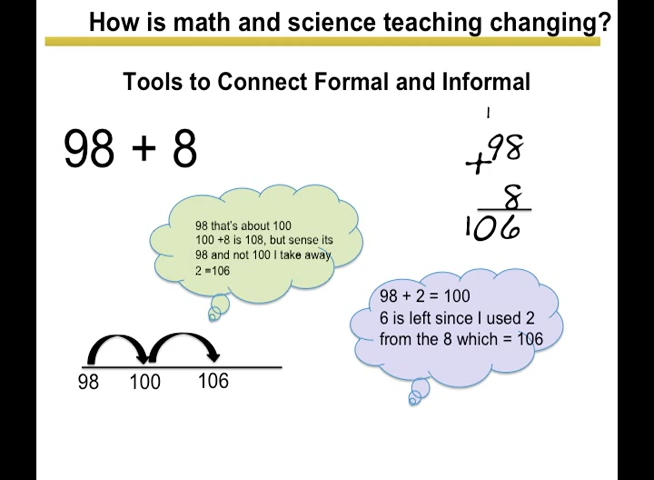 How is math and science teaching changing?
Tools to Connect Formal and Informal
98 + 8
1
98
+
8
106
98 that's about 100
100 +8 is 108, but sense its
98 and not 100 I take away
2 =106
98 + 2 = 100
6 is left since I used 2
from the 8 which = 106
98 100 106